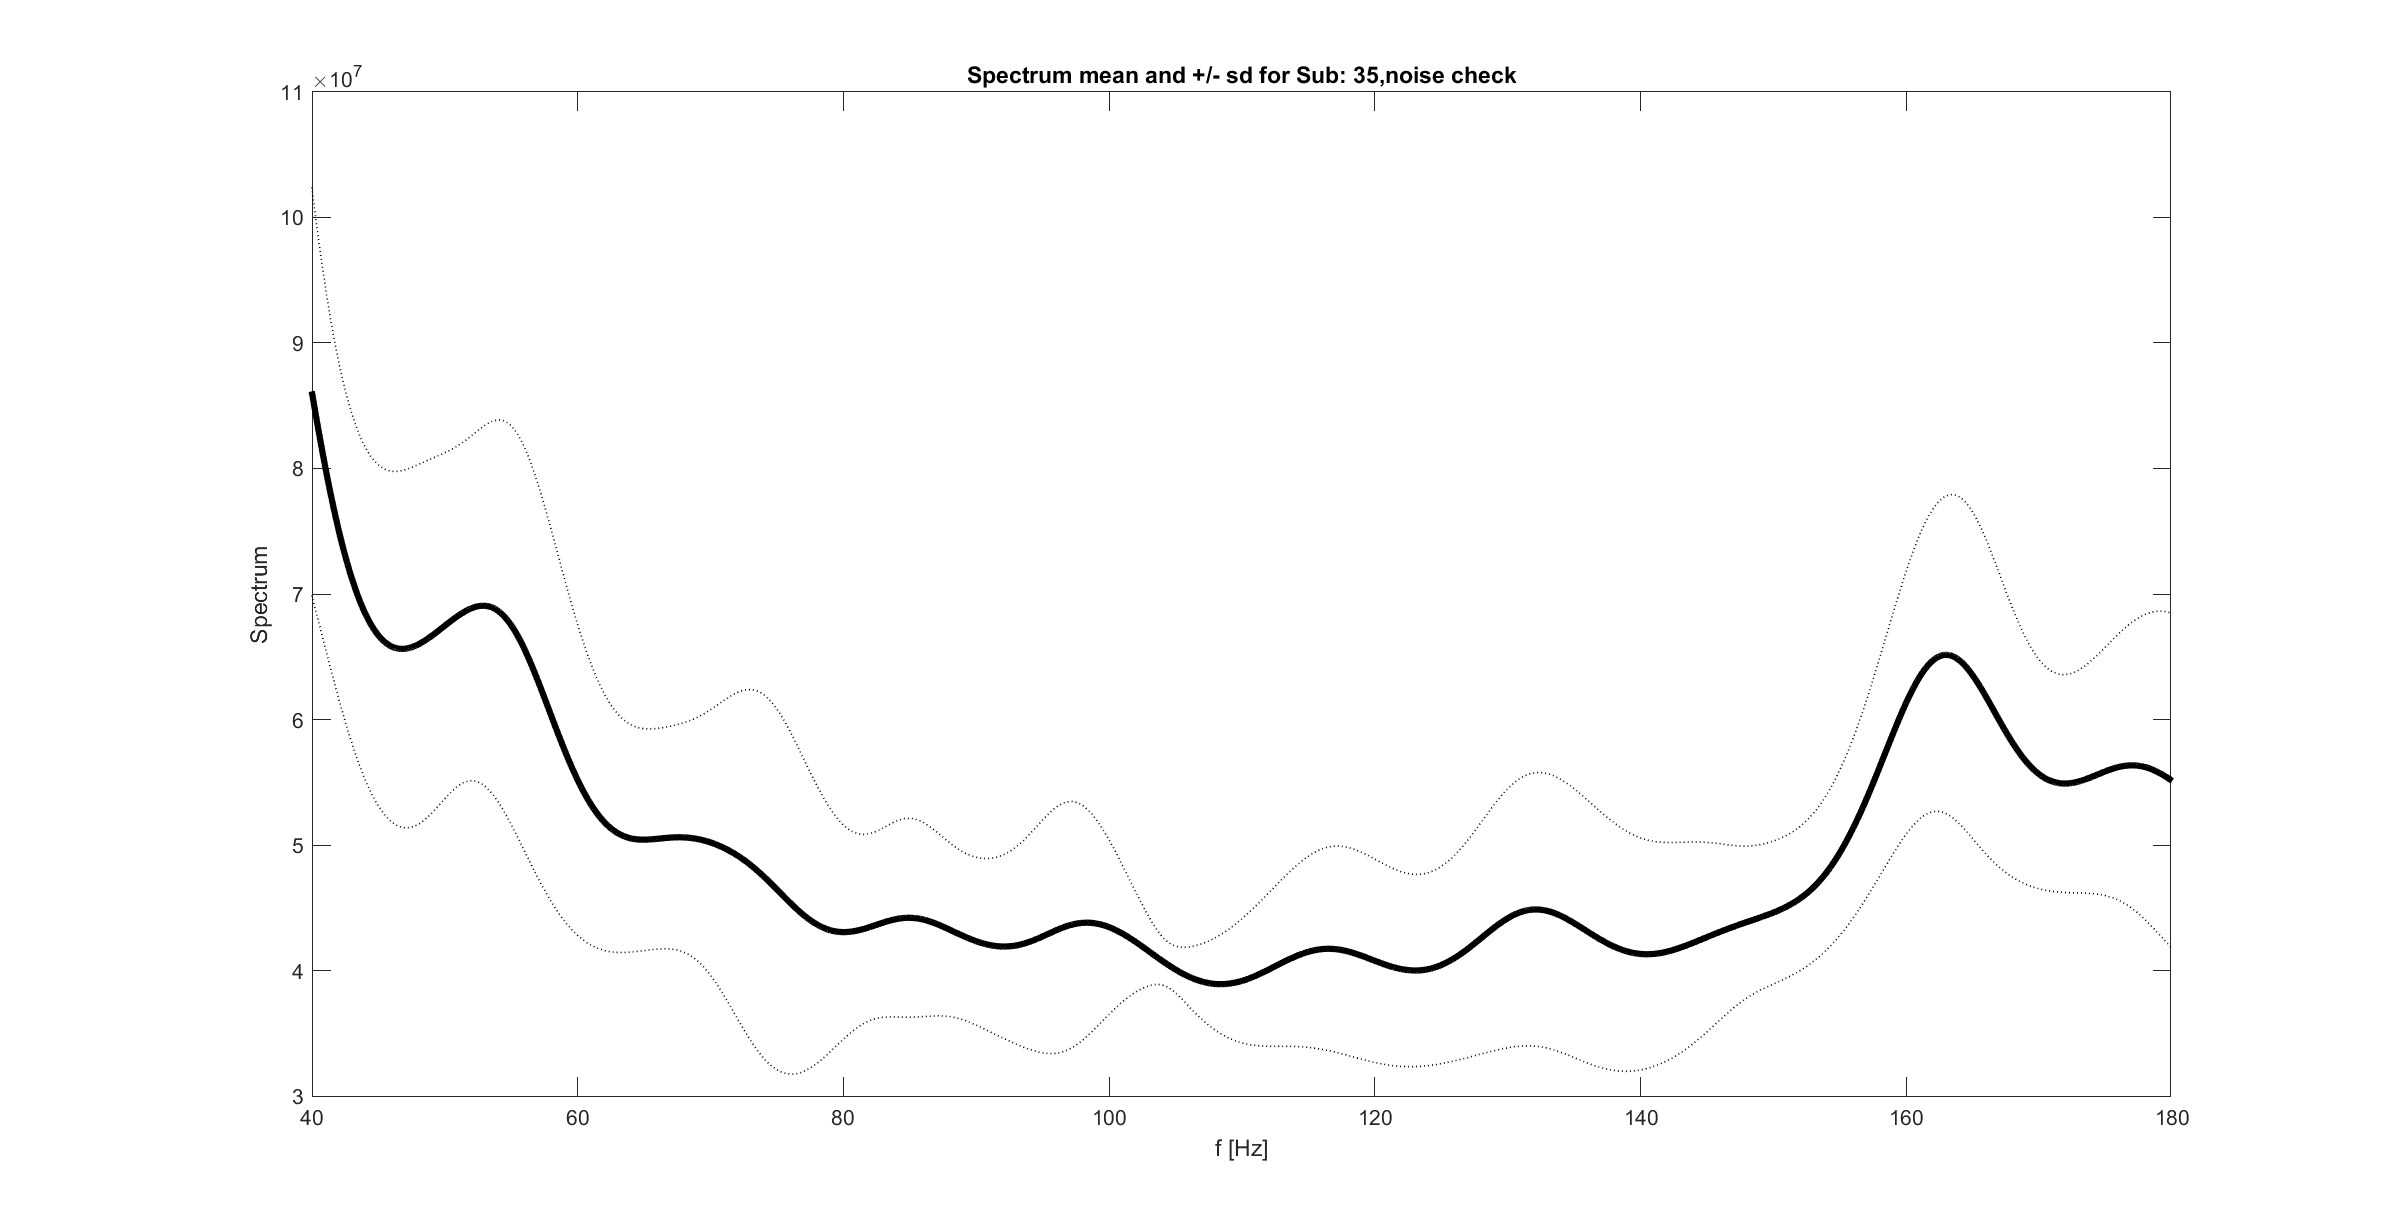 Spectrum mean and +/- sd for Sub: 35,noise check
×10^7
11
10
9
8
7
6
5
4
3
Spectrum
40 60 80 100 120 140 160 180
f [Hz]